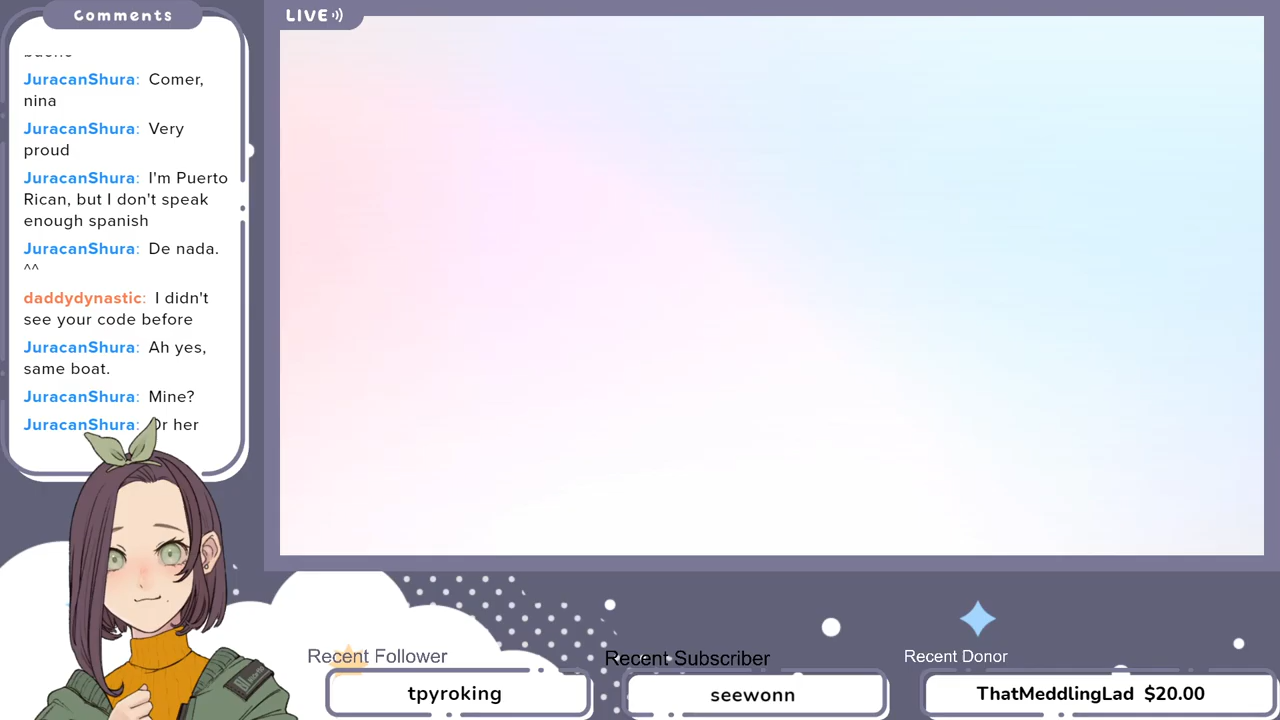 Comments
LIVE
JuracanShura: Comer,
nina
JuracanShura: Very
proud
JuracanShura: I'm Puerto
Rican, but I don't speak
enough spanish
JuracanShura: De nada.
^^
daddydynastic: I didn't
see your code before
JuracanShura: Ah yes,
same boat.
JuracanShura: Mine?
JuracanShura: Or her
Recent Follower
tpyroking
Recent Subscriber
seewonn
Recent Donor
ThatMeddlingLad $20.00